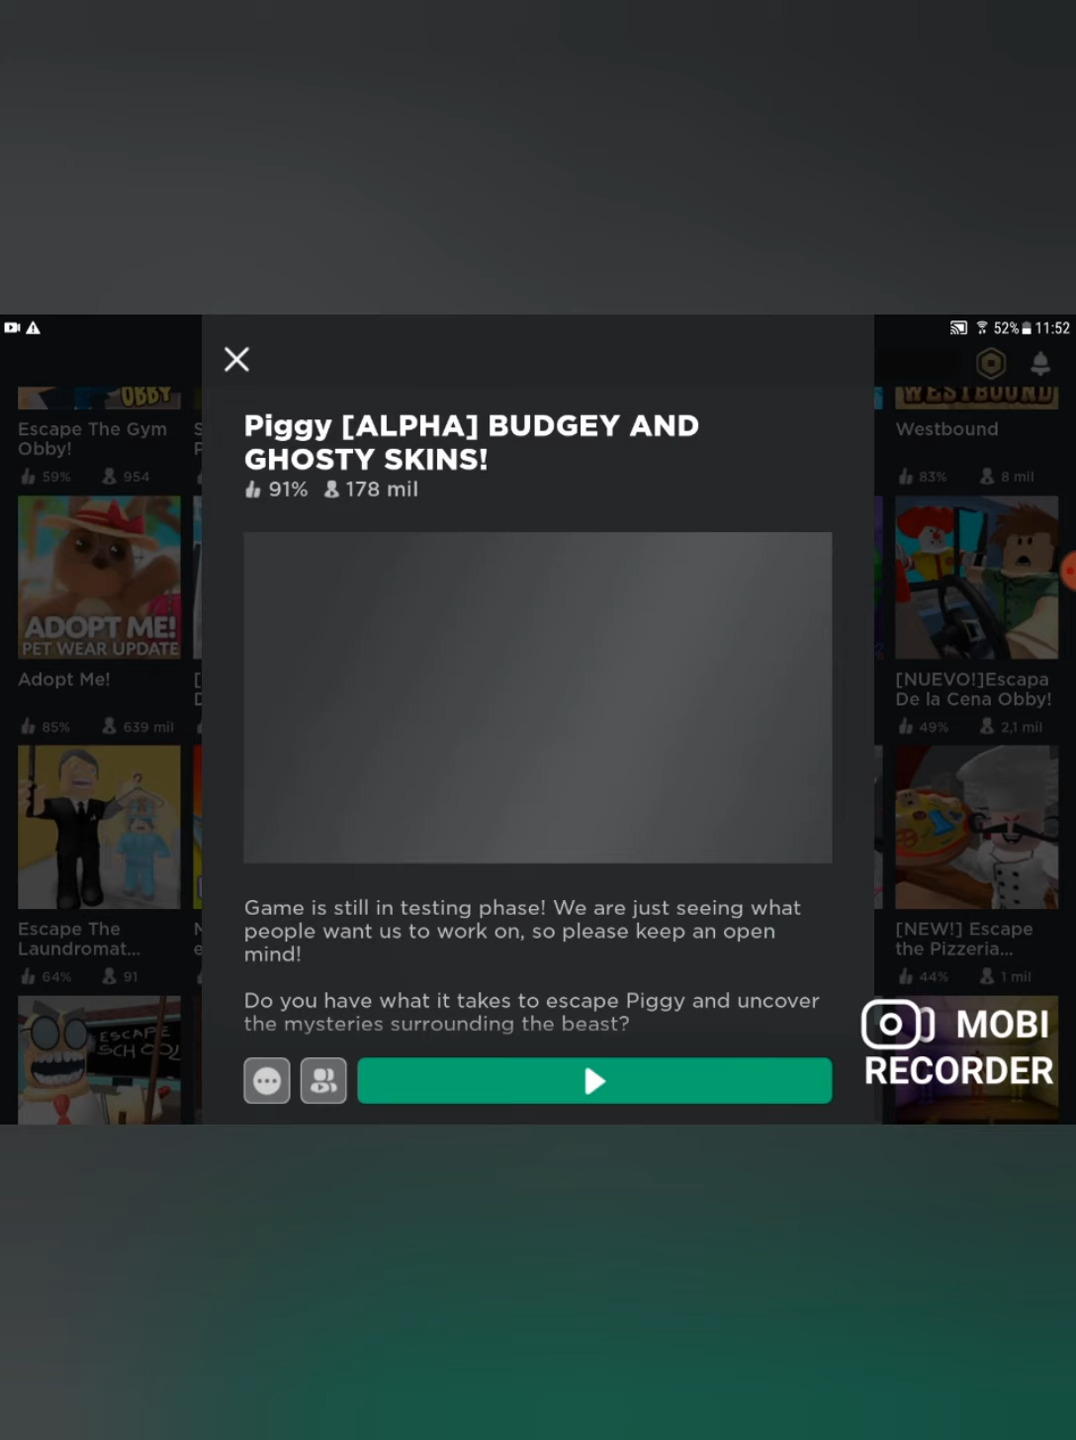 52% 11:52
Piggy [ALPHA] BUDGEY AND
GHOSTY SKINS!
91% 178 mil
Game is still in testing phase! We are just seeing what
people want us to work on, so please keep an open
mind!
Do you have what it takes to escape Piggy and uncover
the mysteries surrounding the beast?
OBBY
Escape The Gym
Obby!
59% 954
ADOPT ME!
PET WEAR UPDATE
Adopt Me!
85% 639 mil
Escape The
Laundromat...
64% 91
ESCAPE
SCHOOL
WESTBOUND
Westbound
83% 8 mil
[NUEVO!]Escapa
De la Cena Obby!
49% 2,1 mil
[NEW!] Escape
the Pizzeria...
44% 1 mil
MOBI
RECORDER